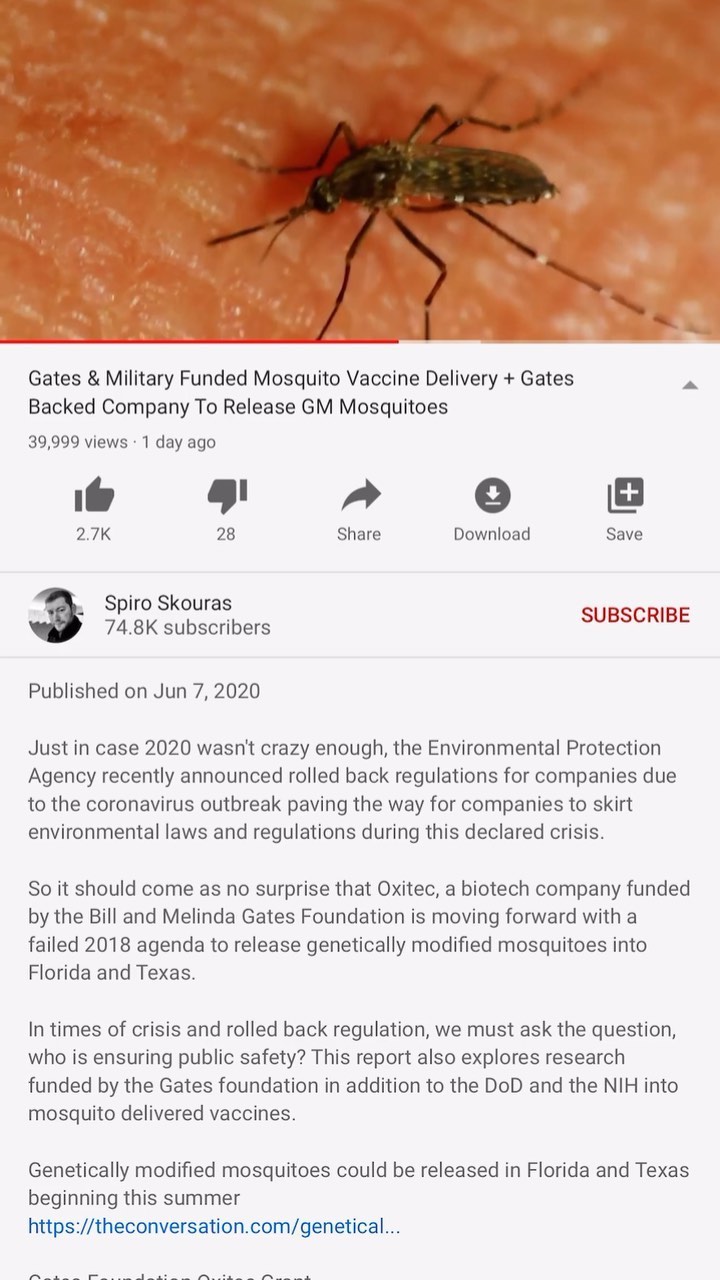 Gates & Military Funded Mosquito Vaccine Delivery + Gates
Backed Company To Release GM Mosquitoes
39,999 views · 1 day ago
2.7K
28
Share
Download
Save
Spiro Skouras
74.8K subscribers
SUBSCRIBE
Published on Jun 7, 2020
Just in case 2020 wasn't crazy enough, the Environmental Protection
Agency recently announced rolled back regulations for companies due
to the coronavirus outbreak paving the way for companies to skirt
environmental laws and regulations during this declared crisis.
So it should come as no surprise that Oxitec, a biotech company funded
by the Bill and Melinda Gates Foundation is moving forward with a
failed 2018 agenda to release genetically modified mosquitoes into
Florida and Texas.
In times of crisis and rolled back regulation, we must ask the question,
who is ensuring public safety? This report also explores research
funded by the Gates foundation in addition to the DoD and the NIH into
mosquito delivered vaccines.
Genetically modified mosquitoes could be released in Florida and Texas
beginning this summer
https://theconversation.com/genetical...
Gates Foundation Oxitec Grant